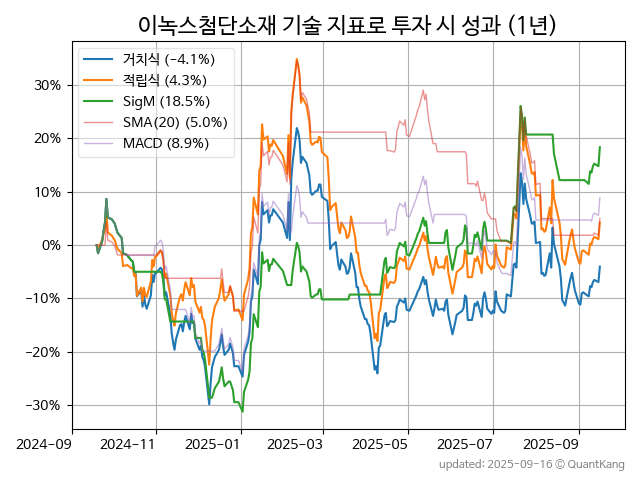 이녹스첨단소재 기술 지표로 투자 시 성과 (1년)
거치식 (-4.1%)
적립식 (4.3%)
SigM (18.5%)
SMA(20) (5.0%)
MACD (8.9%)
30%
20%
10%
0%
−10%
−20%
−30%
2024-09 2024-11 2025-01 2025-03 2025-05 2025-07 2025-09
updated: 2025-09-16 © QuantKang